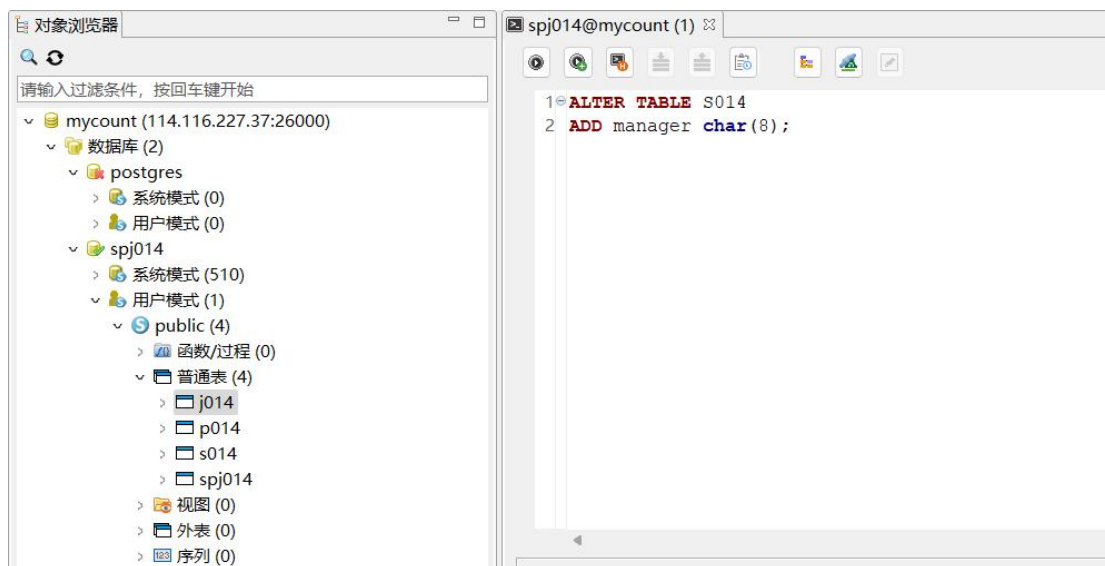 对象浏览器
请输入过滤条件，按回车键开始
mycount (114.116.227.37:26000)
数据库 (2)
postgres
系统模式 (0)
用户模式 (0)
spj014
系统模式 (510)
用户模式 (1)
public (4)
函数/过程 (0)
普通表 (4)
j014
p014
s014
spj014
视图 (0)
外表 (0)
序列 (0)
spj014@mycount (1)
1 ALTER TABLE S014
2 ADD manager char(8);